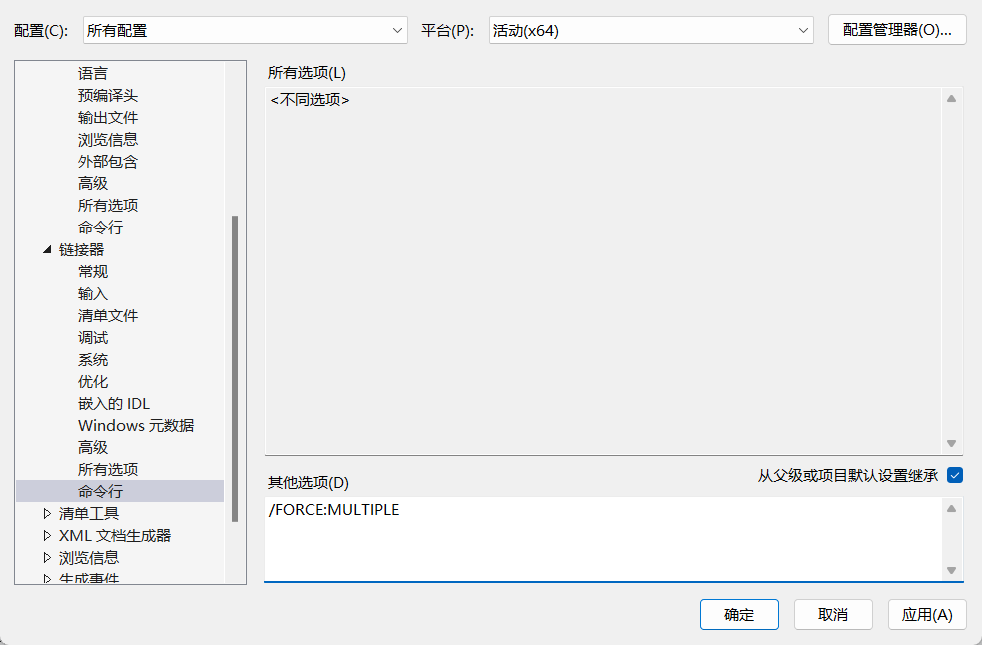 配置(C): 所有配置 平台(P): 活动(x64) 配置管理器(O)...
语言
预编译头
输出文件
浏览信息
外部包含
高级
所有选项
命令行
链接器
常规
输入
清单文件
调试
系统
优化
嵌入的 IDL
Windows 元数据
高级
所有选项
命令行
清单工具
XML 文档生成器
浏览信息
生成事件
所有选项(L)
<不同选项>
从父级或项目默认设置继承
其他选项(D)
/FORCE:MULTIPLE
确定 取消 应用(A)